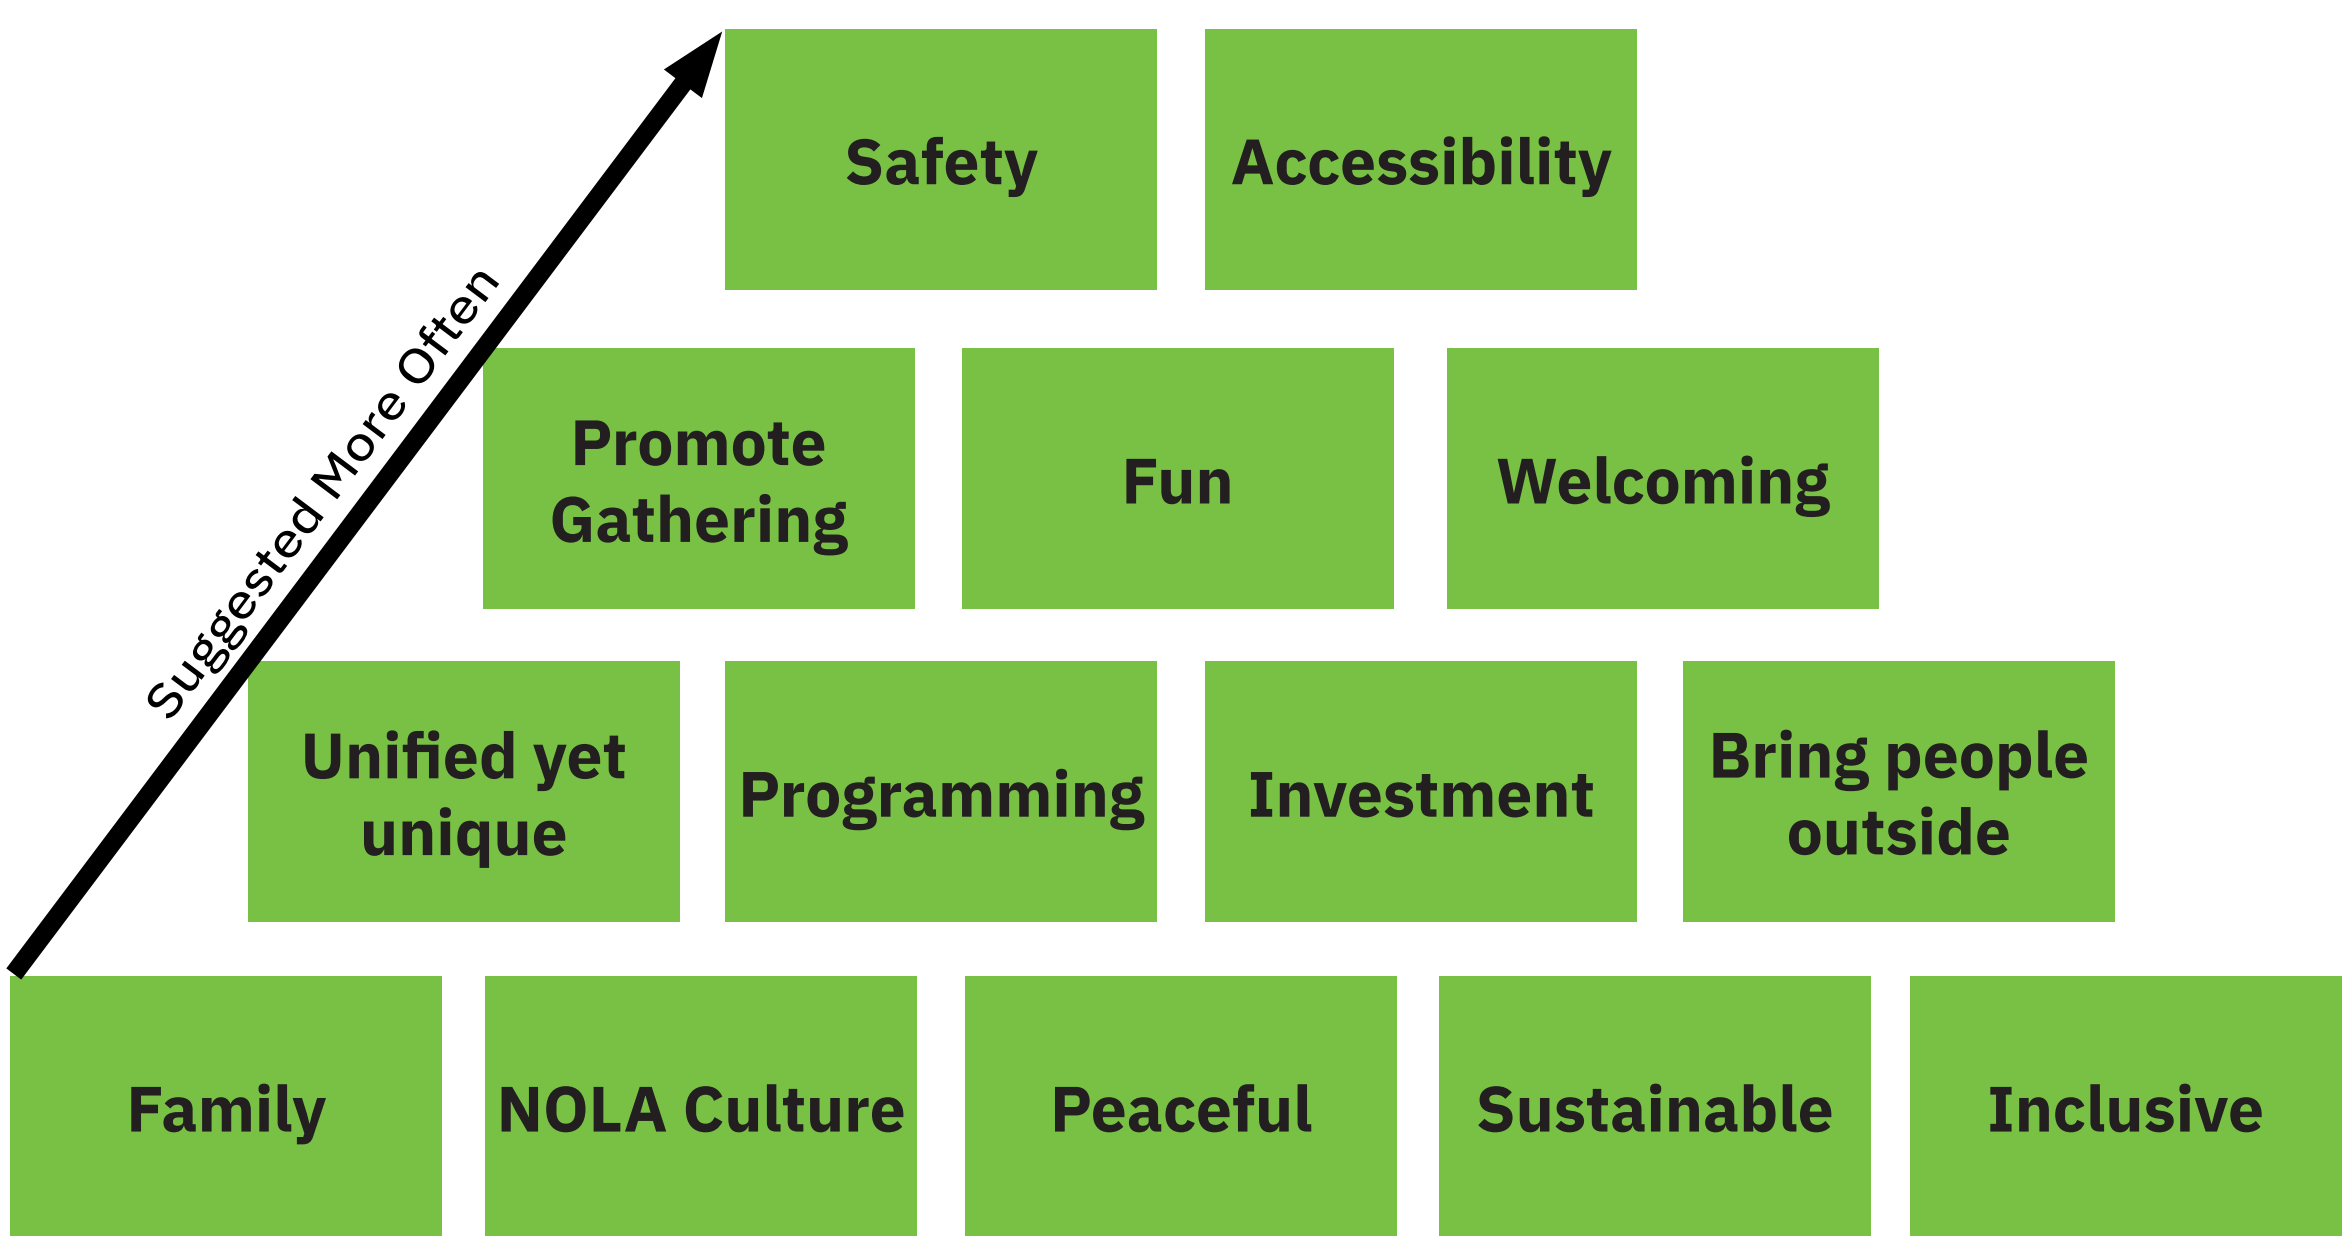 Safety
Accessibility
Suggested More Often
Promote
Gathering
Fun
Welcoming
Unified yet
unique
Programming
Investment
Bring people
outside
Family
NOLA Culture
Peaceful
Sustainable
Inclusive